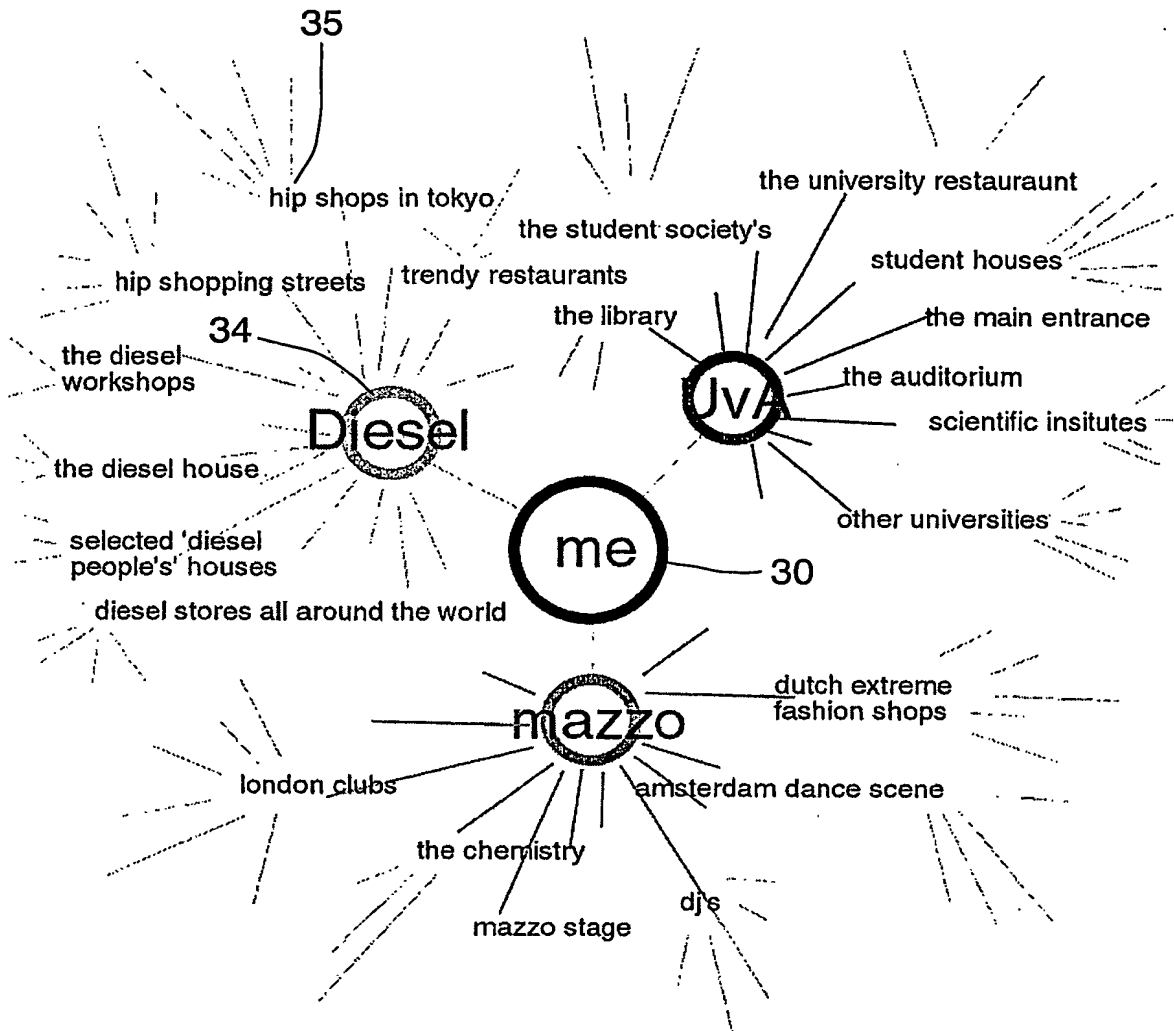 35
hip shops in tokyo
the university restauraunt
the student society's
student houses
hip shopping streets
trendy restaurants
the library
the main entrance
34
the diesel
workshops
the auditorium
Diesel
UvA
scientific insitutes
the diesel house
other universities
selected 'diesel
people's' houses
me
30
diesel stores all around the world
dutch extreme
fashion shops
mazzo
london clubs
amsterdam dance scene
the chemistry
dj's
mazzo stage